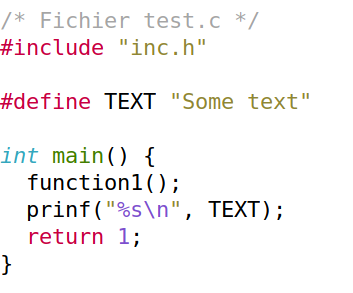 /* Fichier test.c */
#include "inc.h"

#define TEXT "Some text"

int main() {
  function1();
  prinf("%s\n", TEXT);
  return 1;
}